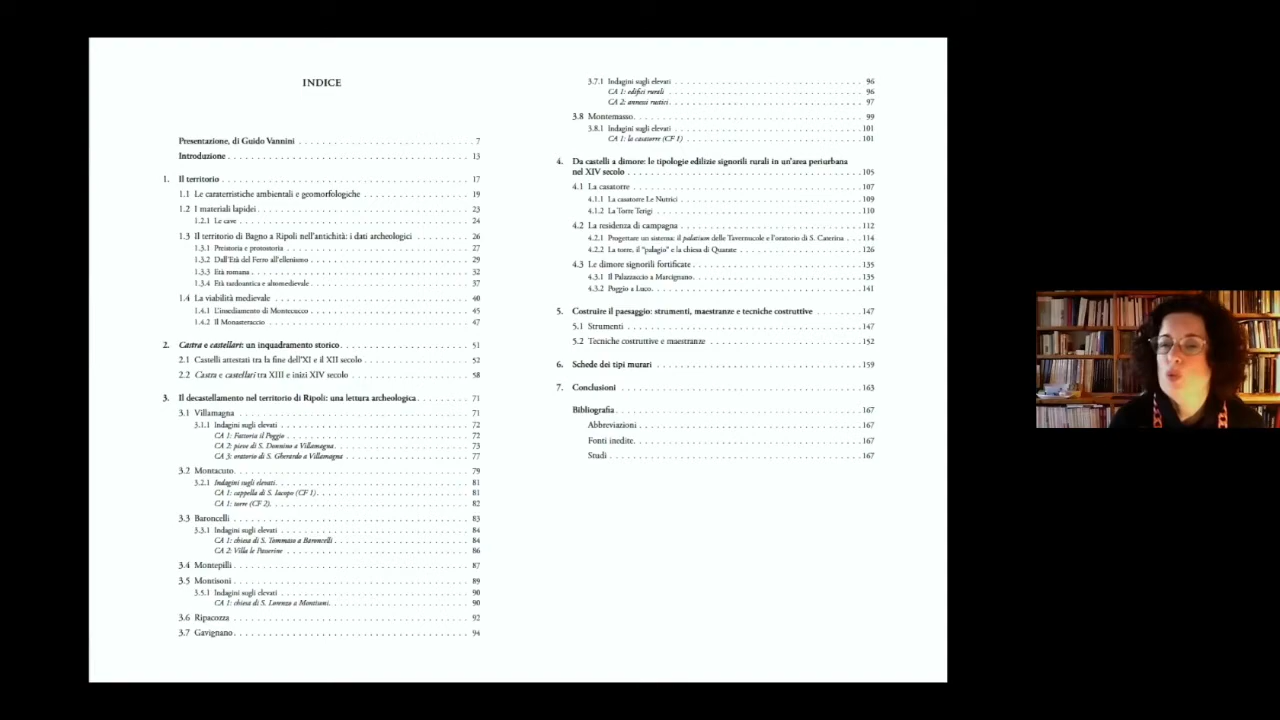 INDICE
Presentazione, di Guido Vannini . . . 7
Introduzione . . . 13
1. Il territorio . . . 17
1.1 Le caratteristiche ambientali e geomorfologiche . . . 19
1.2 I materiali lapidei . . . 23
1.2.1 Le cave . . . 24
1.3 Il territorio di Bagno a Ripoli nell'antichità: i dati archeologici . . . 26
1.3.1 Preistoria e protostoria . . . 27
1.3.2 Dall'Età del Ferro all'ellenismo . . . 29
1.3.3 Età romana . . . 32
1.3.4 Età tardoantica e altomedievale . . . 37
1.4 La viabilità medievale . . . 40
1.4.1 L'insediamento di Montecucco . . . 45
1.4.2 Il Monasteraccio . . . 47
2. Castra e castellari: un inquadramento storico . . . 51
2.1 Castelli attestati tra la fine dell'XI e il XII secolo . . . 52
2.2 Castra e castellari tra XIII e inizi XIV secolo . . . 58
3. Il decastellamento nel territorio di Ripoli: una lettura archeologica . . . 71
3.1 Villamagna . . . 71
3.1.1 Indagini sugli elevati . . . 72
CA 1: Fattoria il Poggio . . . 72
CA 2: pieve di S. Donnino a Villamagna . . . 73
CA 3: oratorio di S. Gherardo a Villamagna . . . 77
3.2 Montacuto . . . 79
3.2.1 Indagini sugli elevati . . . 81
CA 1: cappella di S. Iacopo (CF 1) . . . 81
CA 1: torre (CF 2) . . . 82
3.3 Baroncelli . . . 83
3.3.1 Indagini sugli elevati . . . 84
CA 1: chiesa di S. Tommaso a Baroncelli . . . 84
CA 2: Villa le Passerine . . . 86
3.4 Montepilli . . . 87
3.5 Montisoni . . . 89
3.5.1 Indagini sugli elevati . . . 90
CA 1: chiesa di S. Lorenzo a Montisoni . . . 90
3.6 Ripacozza . . . 92
3.7 Gavignano . . . 94
3.7.1 Indagini sugli elevati . . . 96
CA 1: edifici rurali . . . 96
CA 2: annessi rustici . . . 97
3.8 Montemasso . . . 99
3.8.1 Indagini sugli elevati . . . 101
CA 1: la casatorre (CF 1) . . . 101
4. Da castelli a dimore: le tipologie edilizie signorili rurali in un'area periurbana
nel XIV secolo . . . 105
4.1 La casatorre . . . 107
4.1.1 La casatorre Le Nutrici . . . 109
4.1.2 La Torre Terigi . . . 110
4.2 La residenza di campagna . . . 112
4.2.1 Progettare un sistema: il palatium delle Tavernucole e l'oratorio di S. Caterina . . . 114
4.2.2 La torre, il "palagio" e la chiesa di Quarate . . . 126
4.3 Le dimore signorili fortificate . . . 135
4.3.1 Il Palazzaccio a Marcignano . . . 135
4.3.2 Poggio a Luco . . . 141
5. Costruire il paesaggio: strumenti, maestranze e tecniche costruttive . . . 147
5.1 Strumenti . . . 147
5.2 Tecniche costruttive e maestranze . . . 152
6. Schede dei tipi murari . . . 159
7. Conclusioni . . . 163
Bibliografia . . . 167
Abbreviazioni . . . 167
Fonti inedite . . . 167
Studi . . . 167